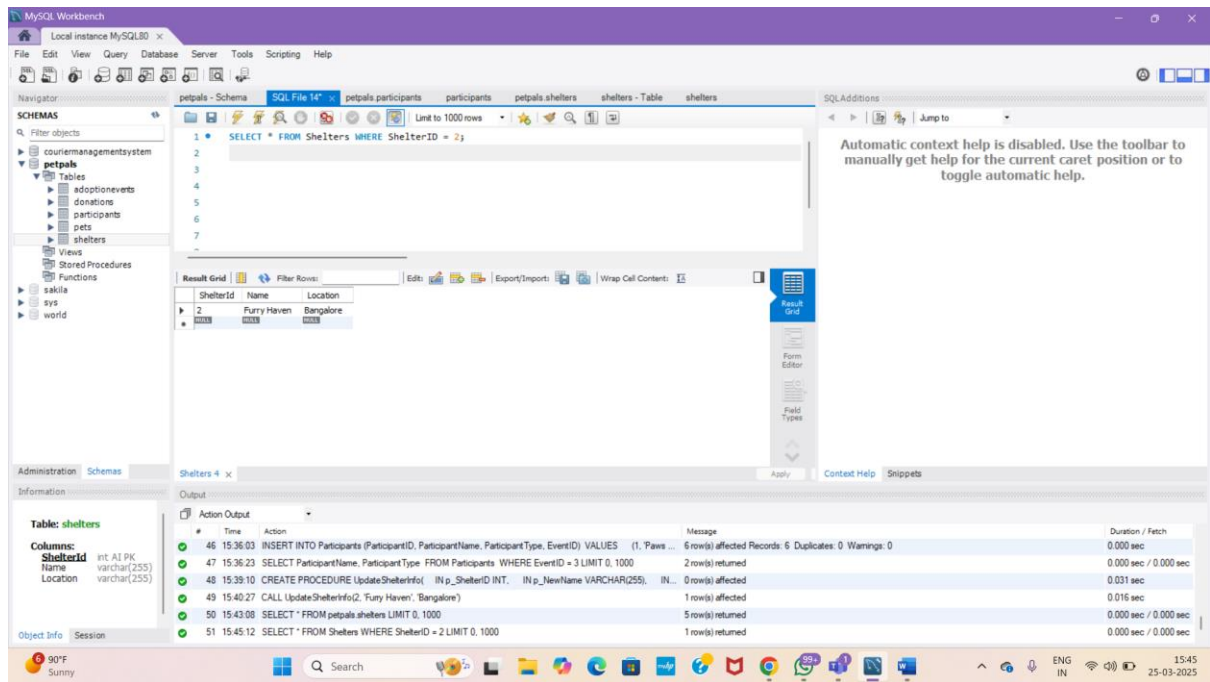 MySQL Workbench
Local instance MySQL80 ×
File Edit View Query Database Server Tools Scripting Help
Navigator
SCHEMAS
Filter objects
couriermanagementsystem
petpals
Tables
adoptionevents
donations
participants
pets
shelters
Views
Stored Procedures
Functions
sakila
sys
world
Administration Schemas
Information
Table: shelters
Columns:
ShelterId int AI PK
Name varchar(255)
Location varchar(255)
Object Info Session
petpals - Schema SQL File 14* × petpals.participants participants petpals.shelters shelters - Table shelters
Limit to 1000 rows
1 SELECT * FROM Shelters WHERE ShelterID = 2;
2
3
4
5
6
7
Result Grid Filter Rows: Edit: Export/Import: Wrap Cell Content:
ShelterId Name Location
2 Furry Haven Bangalore
NULL NULL NULL
Result Grid
Form Editor
Field Types
Shelters 4 × Apply
SQLAdditions
Jump to
Automatic context help is disabled. Use the toolbar to
manually get help for the current caret position or to
toggle automatic help.
Context Help Snippets
Output
Action Output
# Time Action Message Duration / Fetch
46 15:36:03 INSERT INTO Participants (ParticipantID, ParticipantName, ParticipantType, EventID) VALUES (1, 'Paws ... 6 row(s) affected Records: 6 Duplicates: 0 Warnings: 0 0.000 sec
47 15:36:23 SELECT ParticipantName, ParticipantType FROM Participants WHERE EventID = 3 LIMIT 0, 1000 2 row(s) returned 0.000 sec / 0.000 sec
48 15:39:10 CREATE PROCEDURE UpdateShelterInfo( IN p_ShelterID INT, IN p_NewName VARCHAR(255), IN... 0 row(s) affected 0.031 sec
49 15:40:27 CALL UpdateShelterInfo(2, 'Furry Haven', 'Bangalore') 1 row(s) affected 0.016 sec
50 15:43:08 SELECT * FROM petpals.shelters LIMIT 0, 1000 5 row(s) returned 0.000 sec / 0.000 sec
51 15:45:12 SELECT * FROM Shelters WHERE ShelterID = 2 LIMIT 0, 1000 1 row(s) returned 0.000 sec / 0.000 sec
6
90°F
Sunny
Search
99+
ENG
IN
15:45
25-03-2025